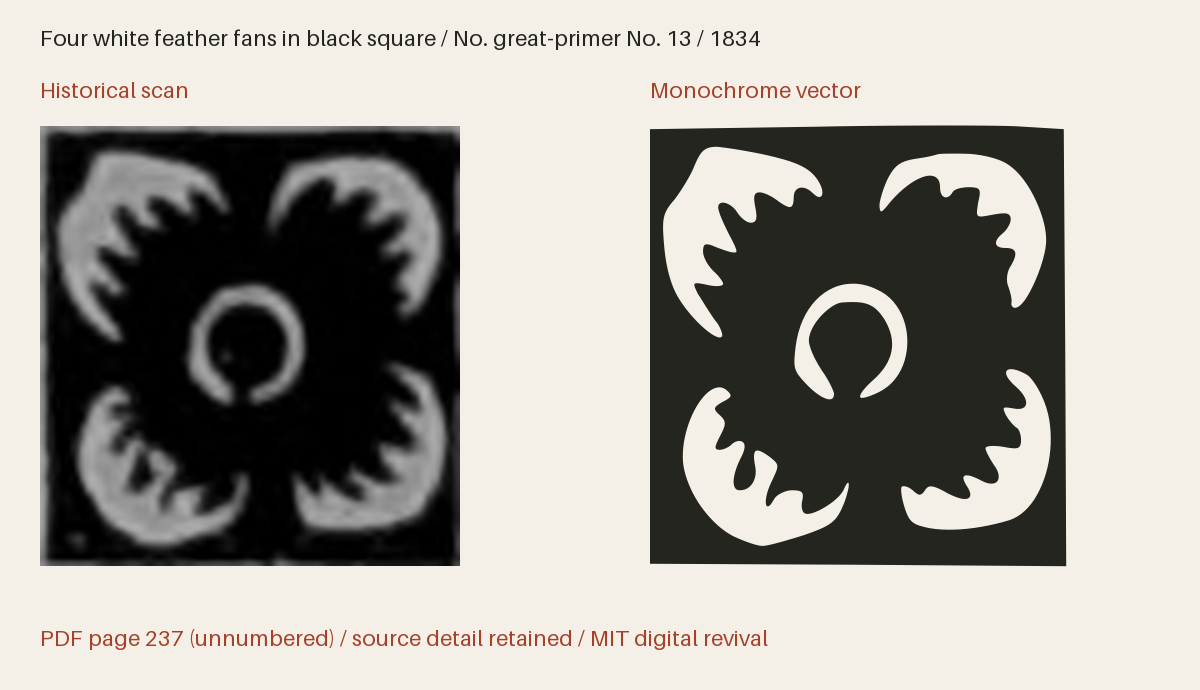 Four white feather fans in black square / No. great-primer No. 13 / 1834
Historical scan
Monochrome vector
PDF page 237 (unnumbered) / source detail retained / MIT digital revival